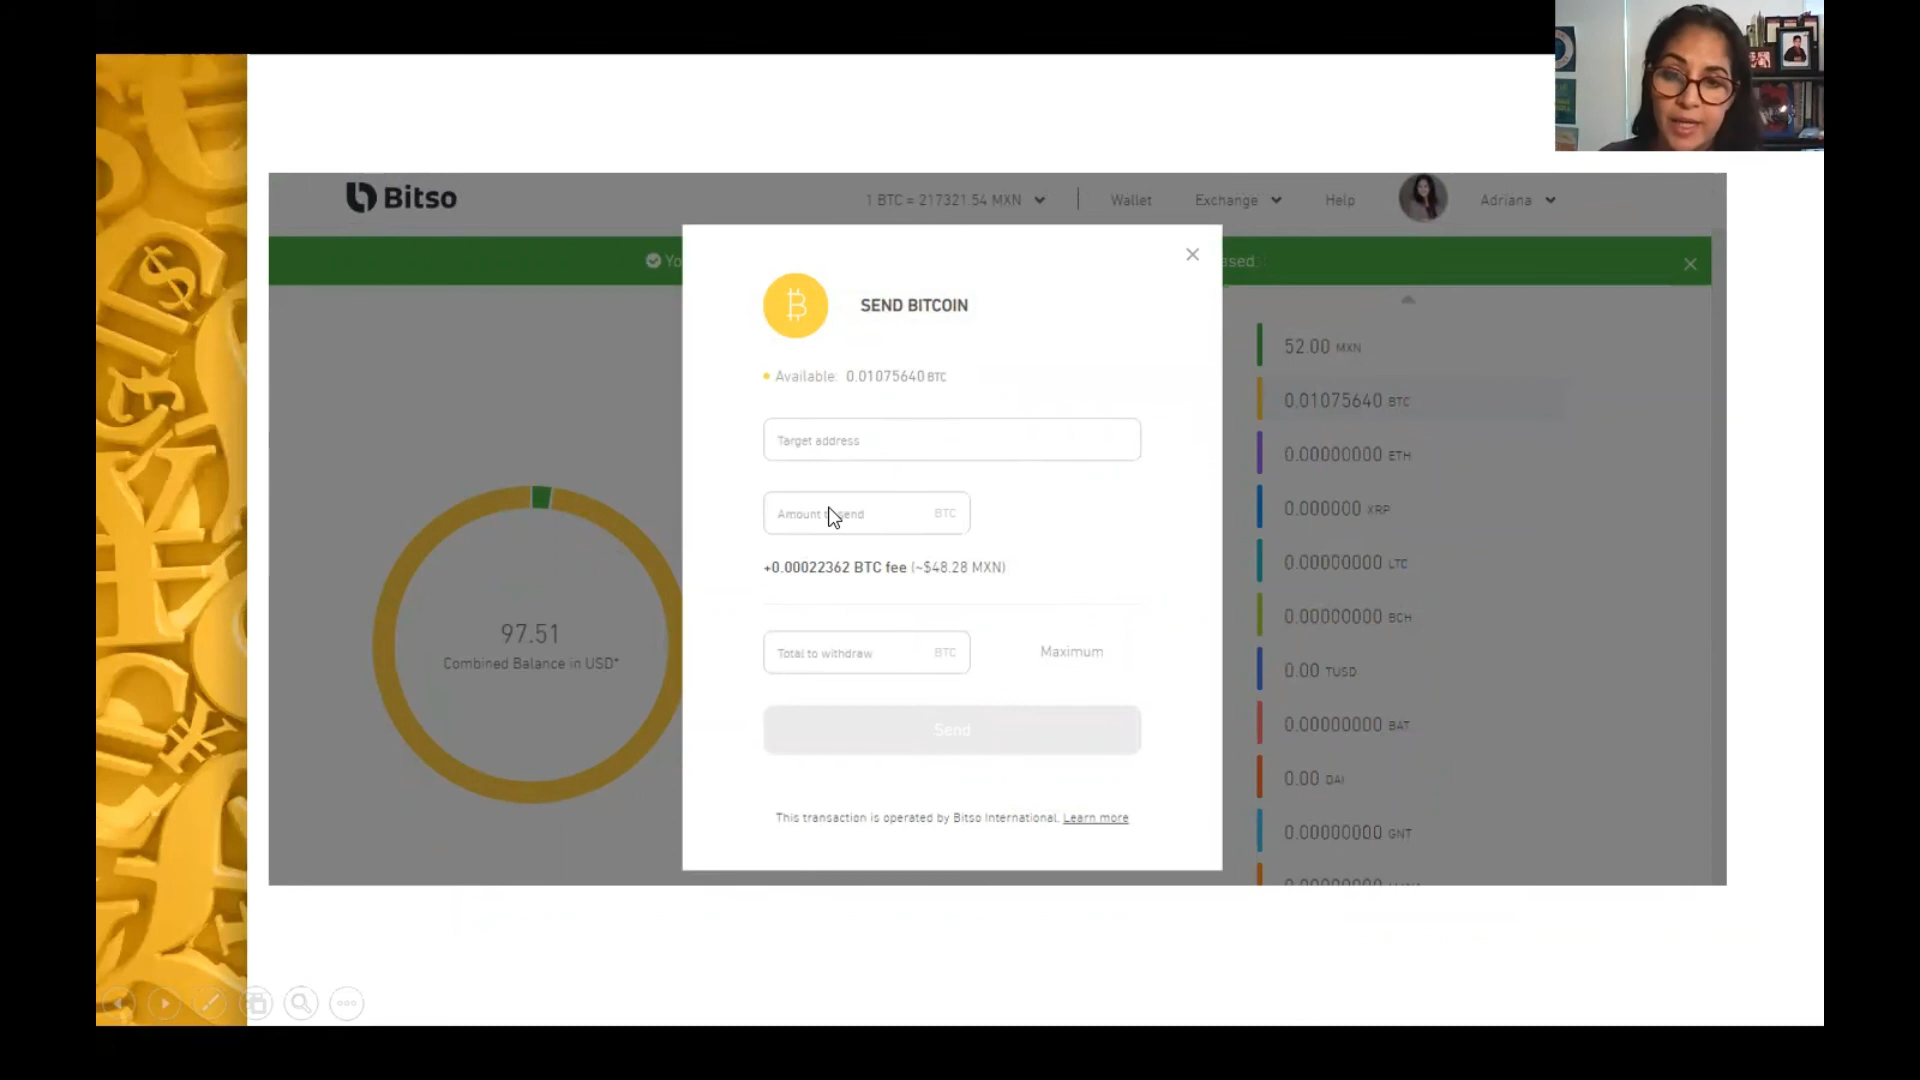 Bitso
1 BTC = 217321.54 MXN
Wallet
Exchange
Help
Adriana
Yo
ased.
SEND BITCOIN
Available: 0.01075640 BTC
Target address
Amount to send BTC
+0.00022362 BTC fee (~$48.28 MXN)
Total to withdraw BTC
Maximum
Send
This transaction is operated by Bitso International. Learn more
97.51
Combined Balance in USD*
52.00 MXN
0.01075640 BTC
0.00000000 ETH
0.000000 XRP
0.00000000 LTC
0.00000000 BCH
0.00 TUSD
0.00000000 BAT
0.00 DAI
0.00000000 GNT